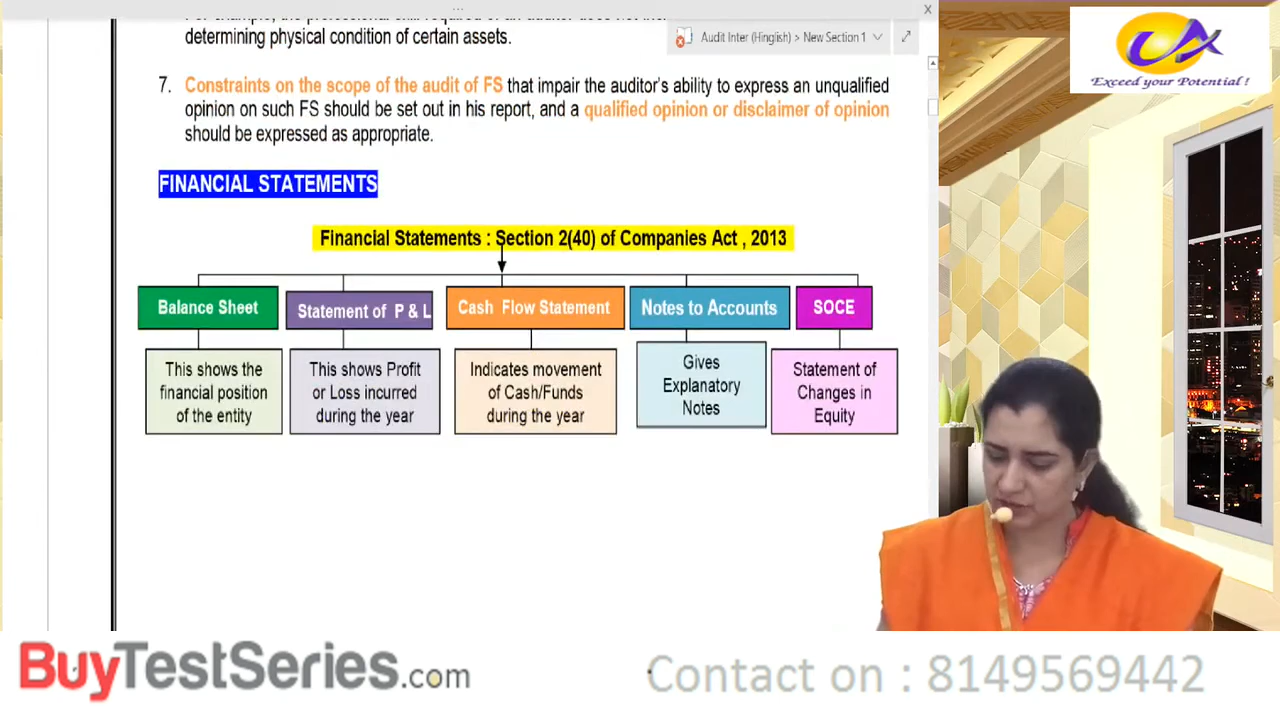 determining physical condition of certain assets.
Audit Inter (Hinglish) > New Section 1
7. Constraints on the scope of the audit of FS that impair the auditor's ability to express an unqualified
opinion on such FS should be set out in his report, and a qualified opinion or disclaimer of opinion
should be expressed as appropriate.
Exceed your Potential !
FINANCIAL STATEMENTS
Financial Statements : Section 2(40) of Companies Act , 2013
Balance Sheet
Statement of P & L
Cash Flow Statement
Notes to Accounts
SOCE
This shows the
financial position
of the entity
This shows Profit
or Loss incurred
during the year
Indicates movement
of Cash/Funds
during the year
Gives
Explanatory
Notes
Statement of
Changes in
Equity
BuyTestSeries.com
Contact on : 8149569442